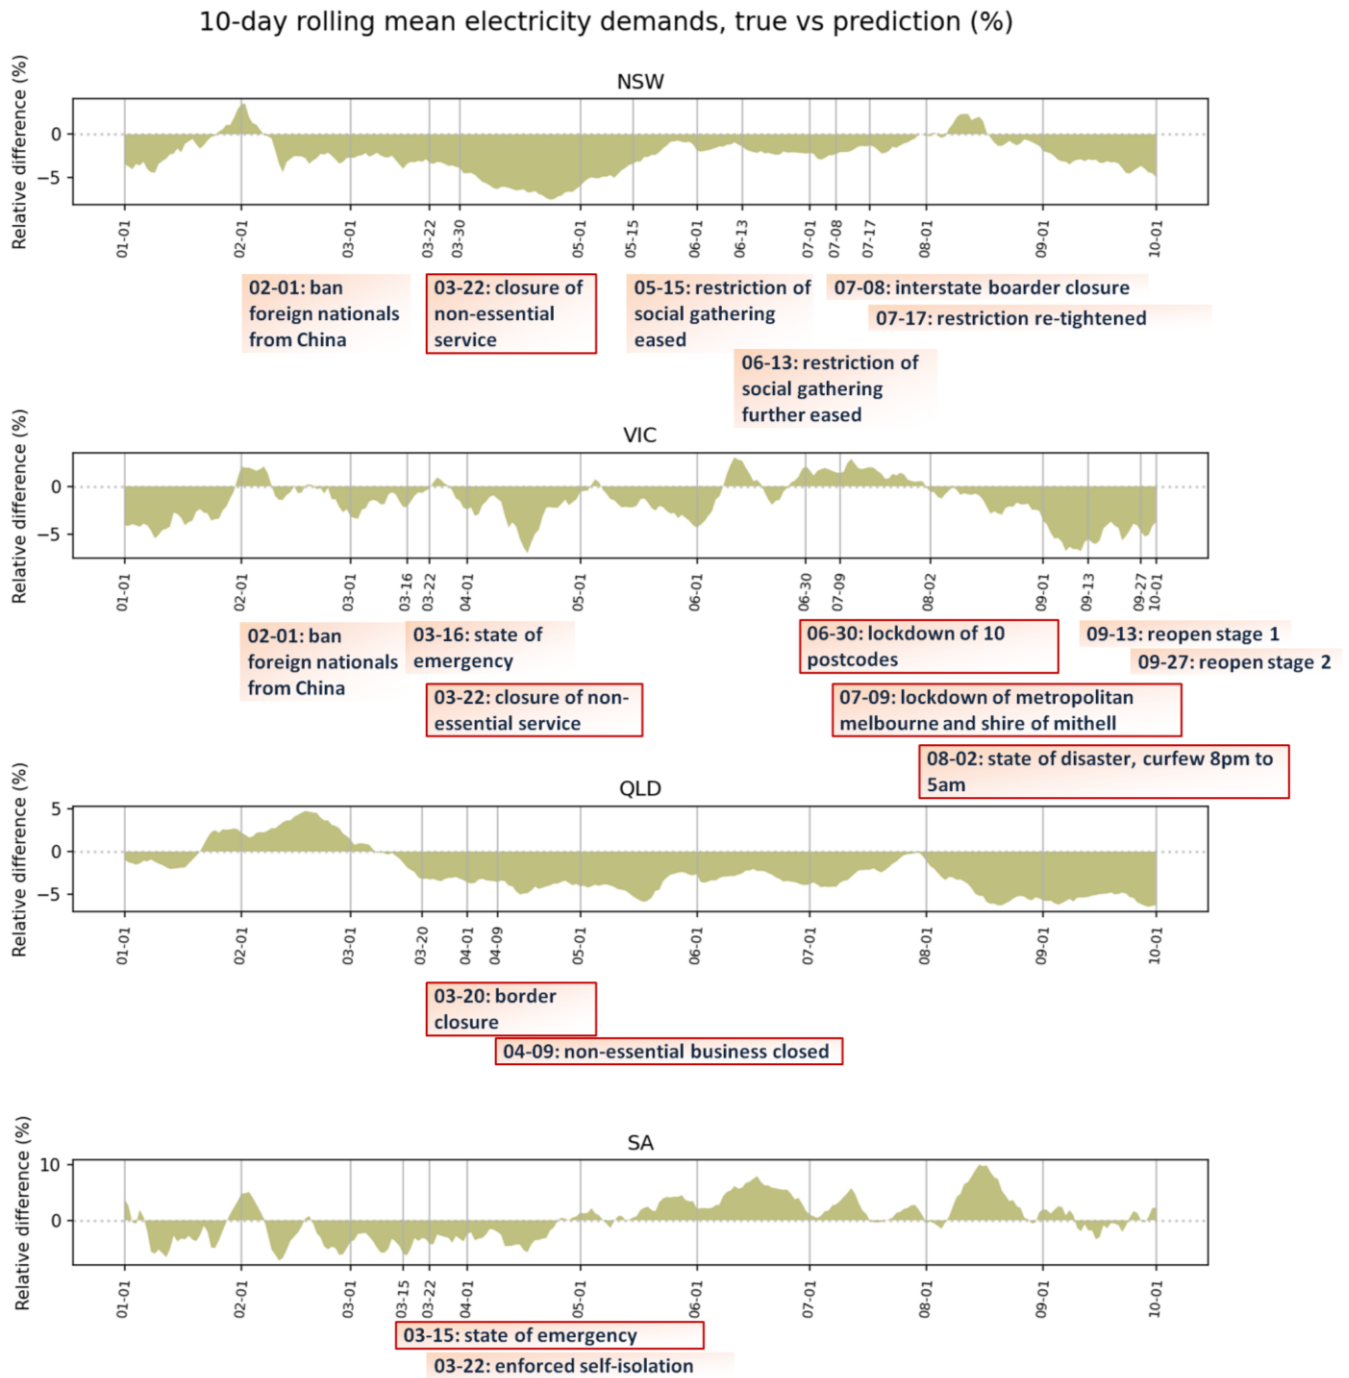 10-day rolling mean electricity demands, true vs prediction (%)
NSW
Relative difference (%)
0
−5
01-01
02-01
03-01
03-22
03-30
05-01
05-15
06-01
06-13
07-01
07-08
07-17
08-01
09-01
10-01
02-01: ban
foreign nationals
from China
03-22: closure of
non-essential
service
05-15: restriction of
social gathering
eased
07-08: interstate boarder closure
07-17: restriction re-tightened
06-13: restriction of
social gathering
further eased
VIC
Relative difference (%)
0
−5
01-01
02-01
03-01
03-16
03-22
04-01
05-01
06-01
06-30
07-09
08-02
09-01
09-13
09-27
10-01
02-01: ban
foreign nationals
from China
03-16: state of
emergency
03-22: closure of non-
essential service
06-30: lockdown of 10
postcodes
09-13: reopen stage 1
09-27: reopen stage 2
07-09: lockdown of metropolitan
melbourne and shire of mithell
08-02: state of disaster, curfew 8pm to
5am
QLD
Relative difference (%)
5
0
−5
01-01
02-01
03-01
03-20
04-01
04-09
05-01
06-01
07-01
08-01
09-01
10-01
03-20: border
closure
04-09: non-essential business closed
SA
Relative difference (%)
10
0
01-01
02-01
03-01
03-15
03-22
04-01
05-01
06-01
07-01
08-01
09-01
10-01
03-15: state of emergency
03-22: enforced self-isolation